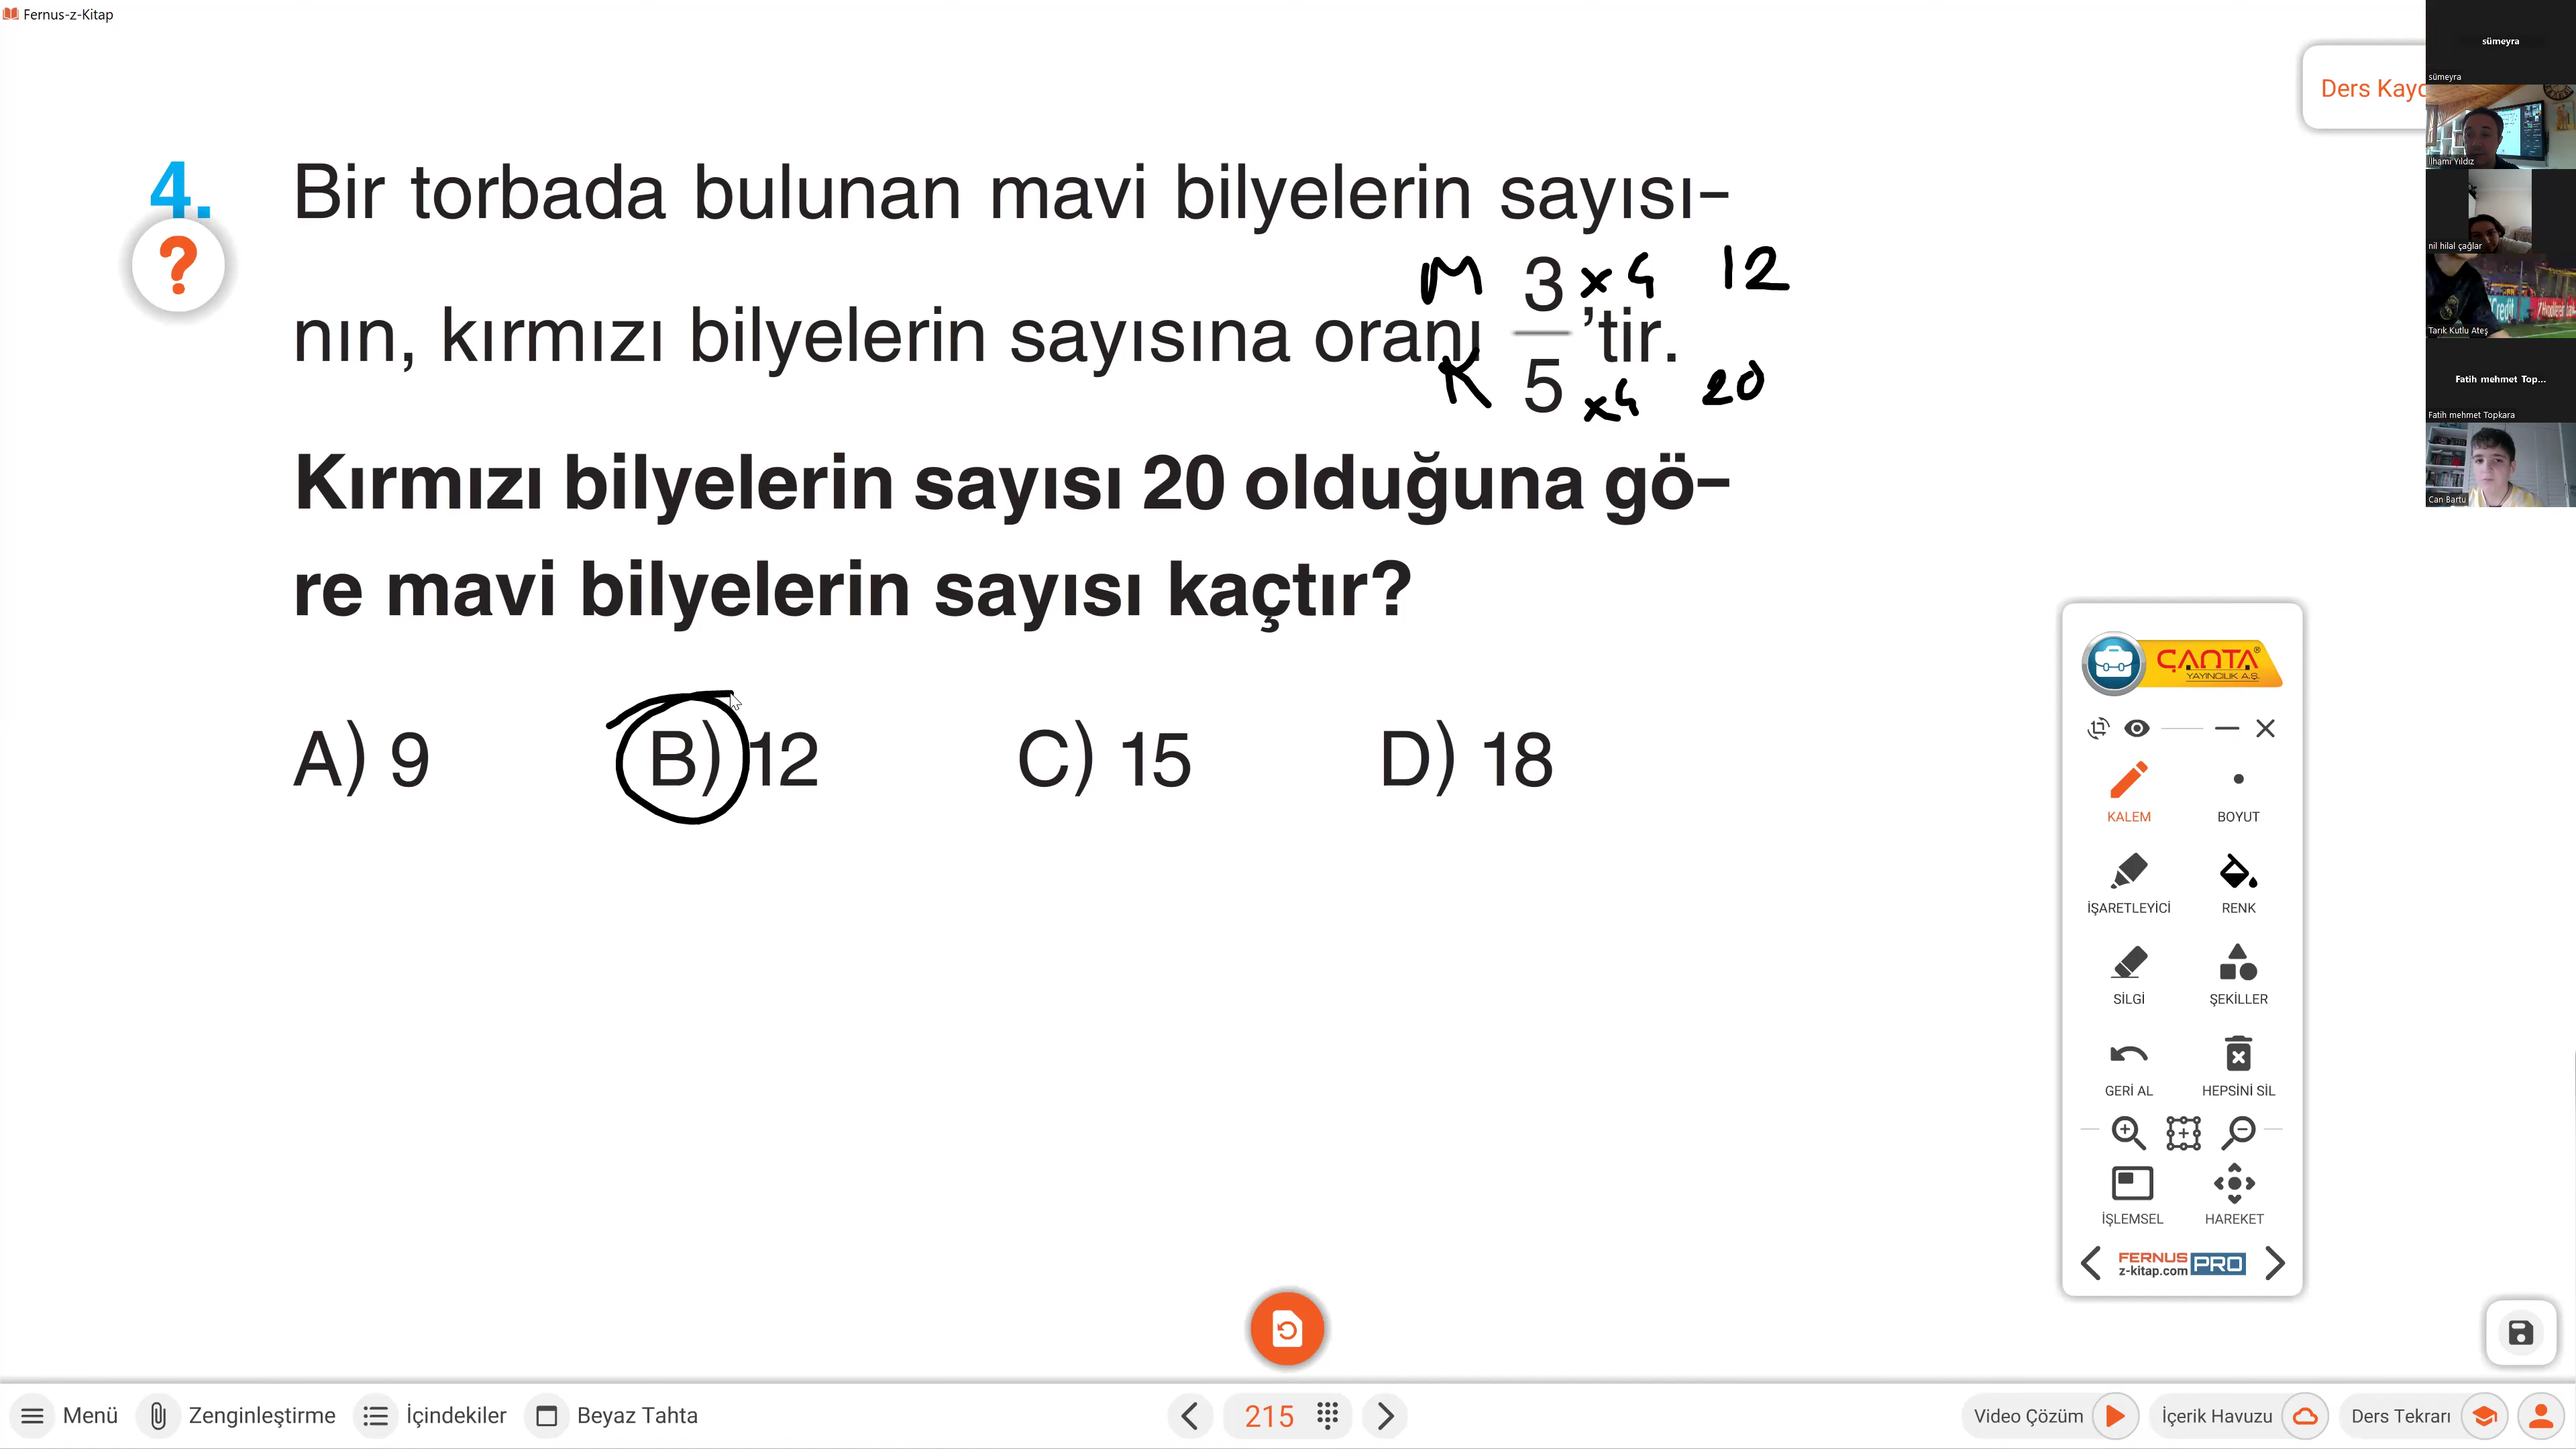 Fernus-z-Kitap
sümeyra
sümeyra
Ders Kayd
İlhami Yıldız
nil hilal çağlar
Tarık Kutlu Ateş
Fatih mehmet Top...
Fatih mehmet Topkara
Can Bartu
4.
?
Bir torbada bulunan mavi bilyelerin sayısı-
M 3 x4 12
nın, kırmızı bilyelerin sayısına oranı 'tir.
K 5 x4 20
Kırmızı bilyelerin sayısı 20 olduğuna gö-
re mavi bilyelerin sayısı kaçtır?
A) 9 B) 12 C) 15 D) 18
ÇANTA®
YAYINCILIK A.Ş.
KALEM BOYUT
İŞARETLEYİCİ RENK
SİLGİ ŞEKİLLER
GERİ AL HEPSİNİ SİL
İŞLEMSEL HAREKET
FERNUS PRO
z-kitap.com
Menü Zenginleştirme İçindekiler Beyaz Tahta 215 Video Çözüm İçerik Havuzu Ders Tekrarı